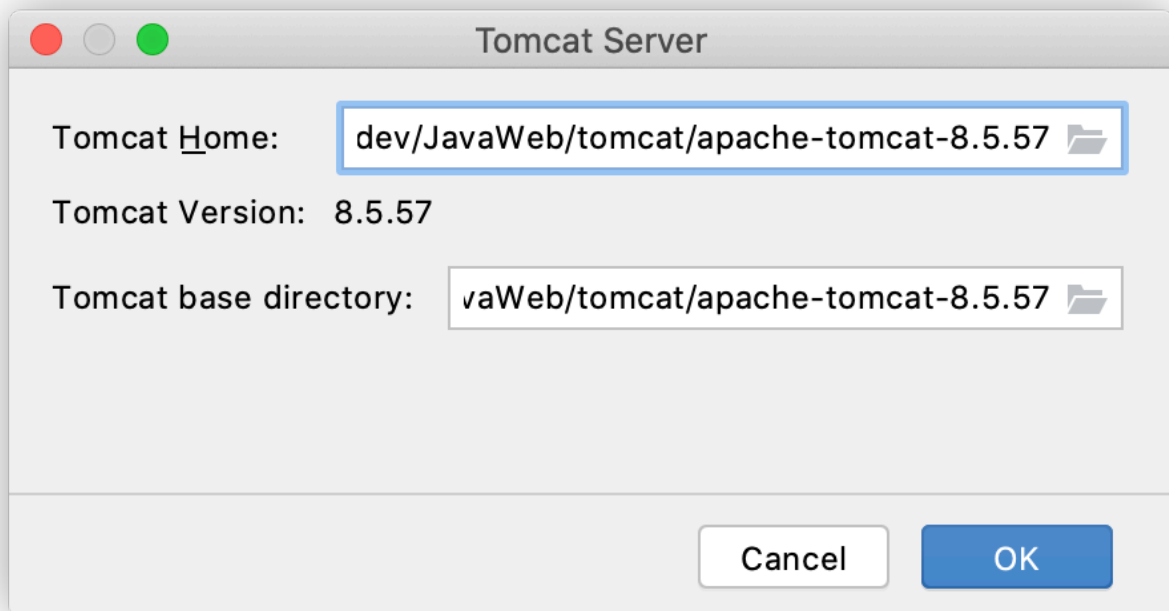 Tomcat Server
Tomcat Home: dev/JavaWeb/tomcat/apache-tomcat-8.5.57
Tomcat Version: 8.5.57
Tomcat base directory: vaWeb/tomcat/apache-tomcat-8.5.57
Cancel OK